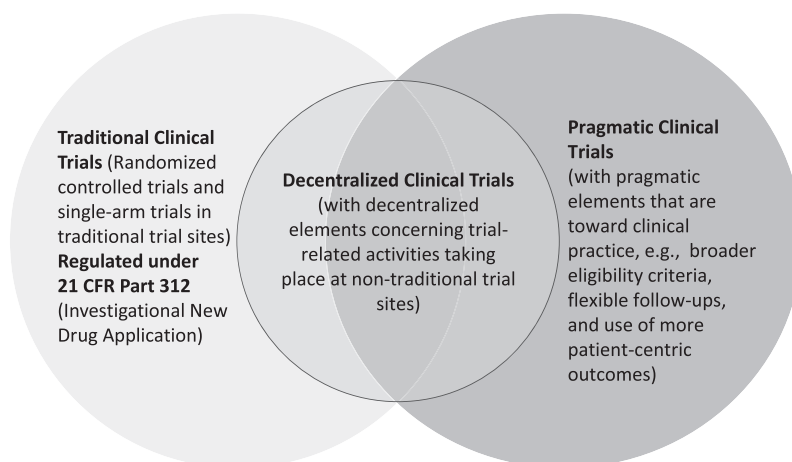 Traditional Clinical
Trials (Randomized
controlled trials and
single-arm trials in
traditional trial sites)
Regulated under
21 CFR Part 312
(Investigational New
Drug Application)
Decentralized Clinical Trials
(with decentralized
elements concerning trial-
related activities taking
place at non-traditional trial
sites)
Pragmatic Clinical
Trials
(with pragmatic
elements that are
toward clinical
practice, e.g., broader
eligibility criteria,
flexible follow-ups,
and use of more
patient-centric
outcomes)